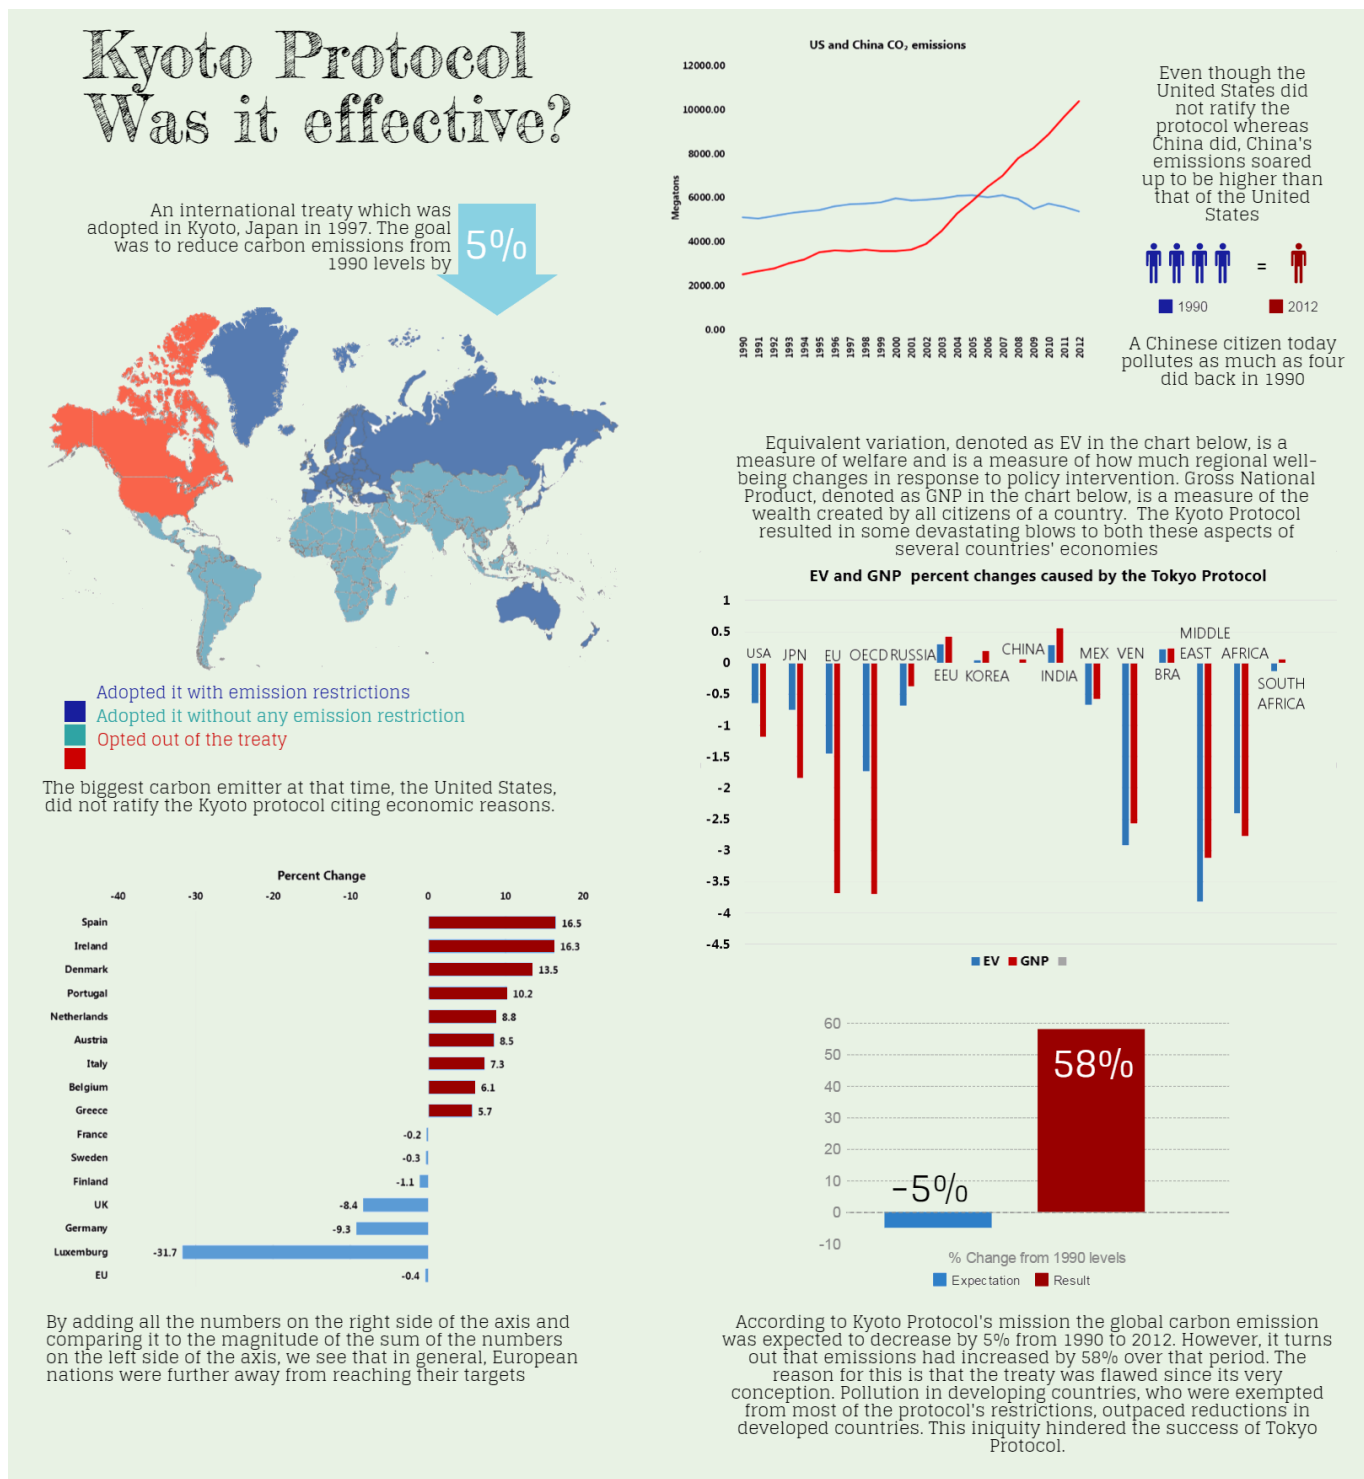 Kyoto Protocol
Was it effective?
An international treaty which was
adopted in Kyoto, Japan in 1997. The goal
was to reduce carbon emissions from
1990 levels by
5%
Adopted it with emission restrictions
Adopted it without any emission restriction
Opted out of the treaty
The biggest carbon emitter at that time, the United States,
did not ratify the Kyoto protocol citing economic reasons.
Percent Change
-40 -30 -20 -10 0 10 20
Spain 16.5
Ireland 16.3
Denmark 13.5
Portugal 10.2
Netherlands 8.8
Austria 8.5
Italy 7.3
Belgium 6.1
Greece 5.7
France -0.2
Sweden -0.3
Finland -1.1
UK -8.4
Germany -9.3
Luxemburg -31.7
EU -0.4
By adding all the numbers on the right side of the axis and
comparing it to the magnitude of the sum of the numbers
on the left side of the axis, we see that in general, European
nations were further away from reaching their targets
US and China CO₂ emissions
12000.00
10000.00
8000.00
6000.00
4000.00
2000.00
0.00
Megatons
1990 1991 1992 1993 1994 1995 1996 1997 1998 1999 2000 2001 2002 2003 2004 2005 2006 2007 2008 2009 2010 2011 2012
Even though the
United States did
not ratify the
protocol whereas
China did, China's
emissions soared
up to be higher than
that of the United
States
=
1990 2012
A Chinese citizen today
pollutes as much as four
did back in 1990
Equivalent variation, denoted as EV in the chart below, is a
measure of welfare and is a measure of how much regional well-
being changes in response to policy intervention. Gross National
Product, denoted as GNP in the chart below, is a measure of the
wealth created by all citizens of a country. The Kyoto Protocol
resulted in some devastating blows to both these aspects of
several countries' economies
EV and GNP percent changes caused by the Tokyo Protocol
1
0.5
0
-0.5
-1
-1.5
-2
-2.5
-3
-3.5
-4
-4.5
USA JPN EU OECD RUSSIA
EEU KOREA
CHINA
INDIA
MEX VEN
BRA
MIDDLE
EAST AFRICA
SOUTH
AFRICA
EV GNP
60
50
40
30
20
10
0
-10
-5%
58%
% Change from 1990 levels
Expectation Result
According to Kyoto Protocol's mission the global carbon emission
was expected to decrease by 5% from 1990 to 2012. However, it turns
out that emissions had increased by 58% over that period. The
reason for this is that the treaty was flawed since its very
conception. Pollution in developing countries, who were exempted
from most of the protocol's restrictions, outpaced reductions in
developed countries. This iniquity hindered the success of Tokyo
Protocol.